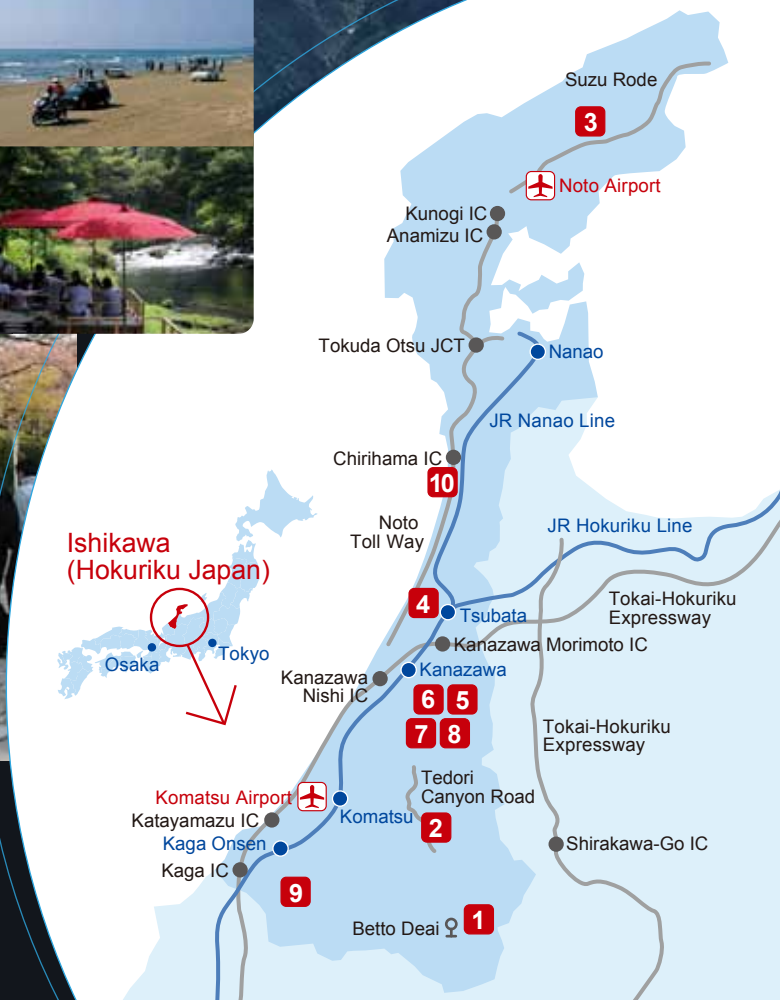 Suzu Rode
3
Noto Airport
Kunogi IC
Anamizu IC
Tokuda Otsu JCT
Nanao
JR Nanao Line
Chirihama IC
10
Noto
Toll Way
JR Hokuriku Line
Ishikawa
(Hokuriku Japan)
Osaka
Tokyo
4
Tsubata
Tokai-Hokuriku
Expressway
Kanazawa Morimoto IC
Kanazawa
Kanazawa
Nishi IC
6
5
7
8
Tokai-Hokuriku
Expressway
Tedori
Canyon Road
Komatsu Airport
Komatsu
Katayamazu IC
2
Kaga Onsen
Shirakawa-Go IC
Kaga IC
9
Betto Deai
1